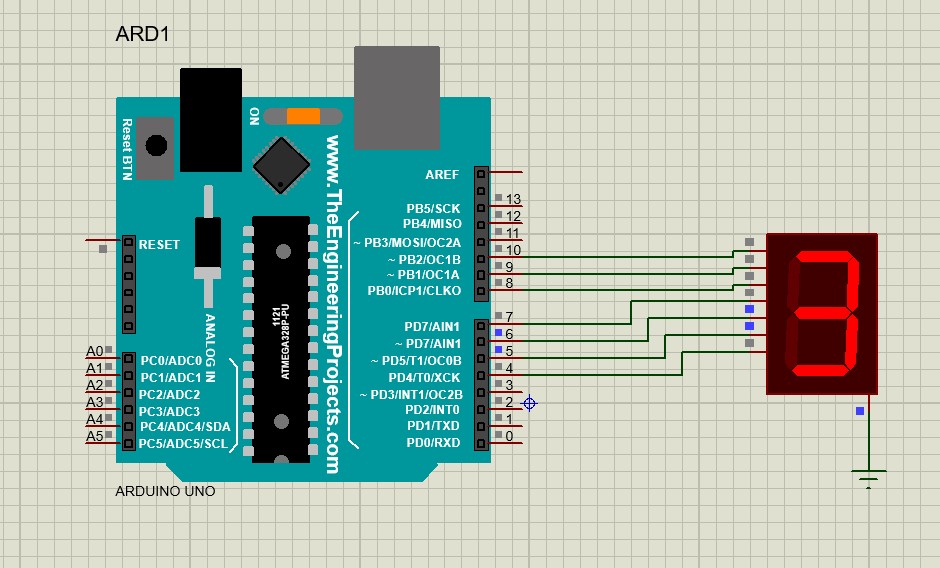 ARD1
Reset BTN
ON
www.TheEngineeringProjects.com
1121
ATMEGA328P-PU
ANALOG IN
RESET
A0 PC0/ADC0
A1 PC1/ADC1
A2 PC2/ADC2
A3 PC3/ADC3
A4 PC4/ADC4/SDA
A5 PC5/ADC5/SCL
AREF
PB5/SCK 13
PB4/MISO 12
~ PB3/MOSI/OC2A 11
~ PB2/OC1B 10
~ PB1/OC1A 9
PB0/ICP1/CLKO 8
PD7/AIN1 7
~ PD7/AIN1 6
~ PD5/T1/OC0B 5
PD4/T0/XCK 4
~ PD3/INT1/OC2B 3
PD2/INT0 2
PD1/TXD 1
PD0/RXD 0
3
ARDUINO UNO